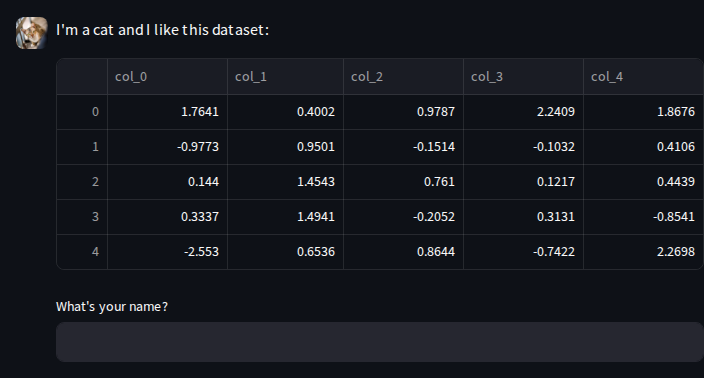 I'm a cat and I like this dataset:
col_0 col_1 col_2 col_3 col_4
0 1.7641 0.4002 0.9787 2.2409 1.8676
1 -0.9773 0.9501 -0.1514 -0.1032 0.4106
2 0.144 1.4543 0.761 0.1217 0.4439
3 0.3337 1.4941 -0.2052 0.3131 -0.8541
4 -2.553 0.6536 0.8644 -0.7422 2.2698
What's your name?